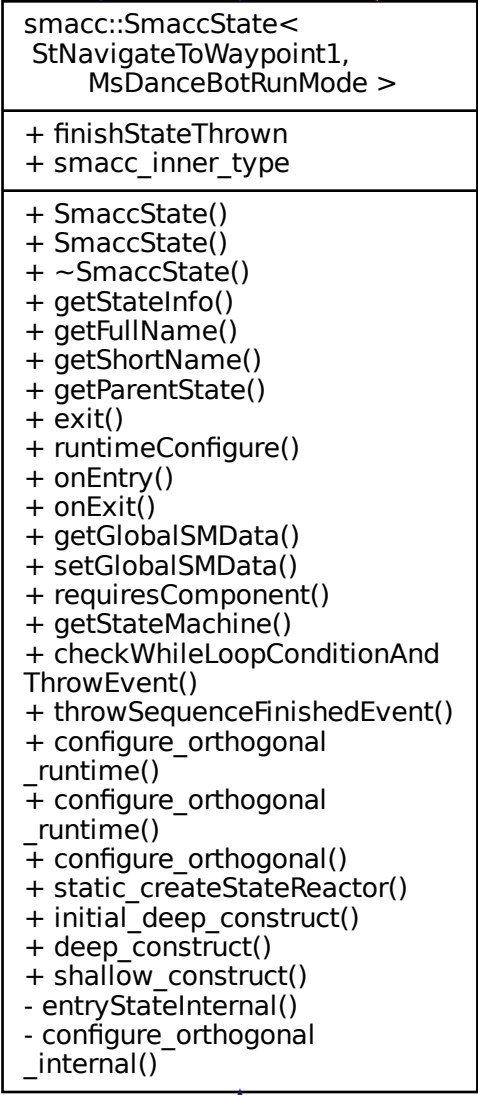 smacc::SmaccState<
StNavigateToWaypoint1,
MsDanceBotRunMode >
+ finishStateThrown
+ smacc_inner_type
+ SmaccState()
+ SmaccState()
+ ~SmaccState()
+ getStateInfo()
+ getFullName()
+ getShortName()
+ getParentState()
+ exit()
+ runtimeConfigure()
+ onEntry()
+ onExit()
+ getGlobalSMData()
+ setGlobalSMData()
+ requiresComponent()
+ getStateMachine()
+ checkWhileLoopConditionAnd
ThrowEvent()
+ throwSequenceFinishedEvent()
+ configure_orthogonal
_runtime()
+ configure_orthogonal
_runtime()
+ configure_orthogonal()
+ static_createStateReactor()
+ initial_deep_construct()
+ deep_construct()
+ shallow_construct()
- entryStateInternal()
- configure_orthogonal
_internal()